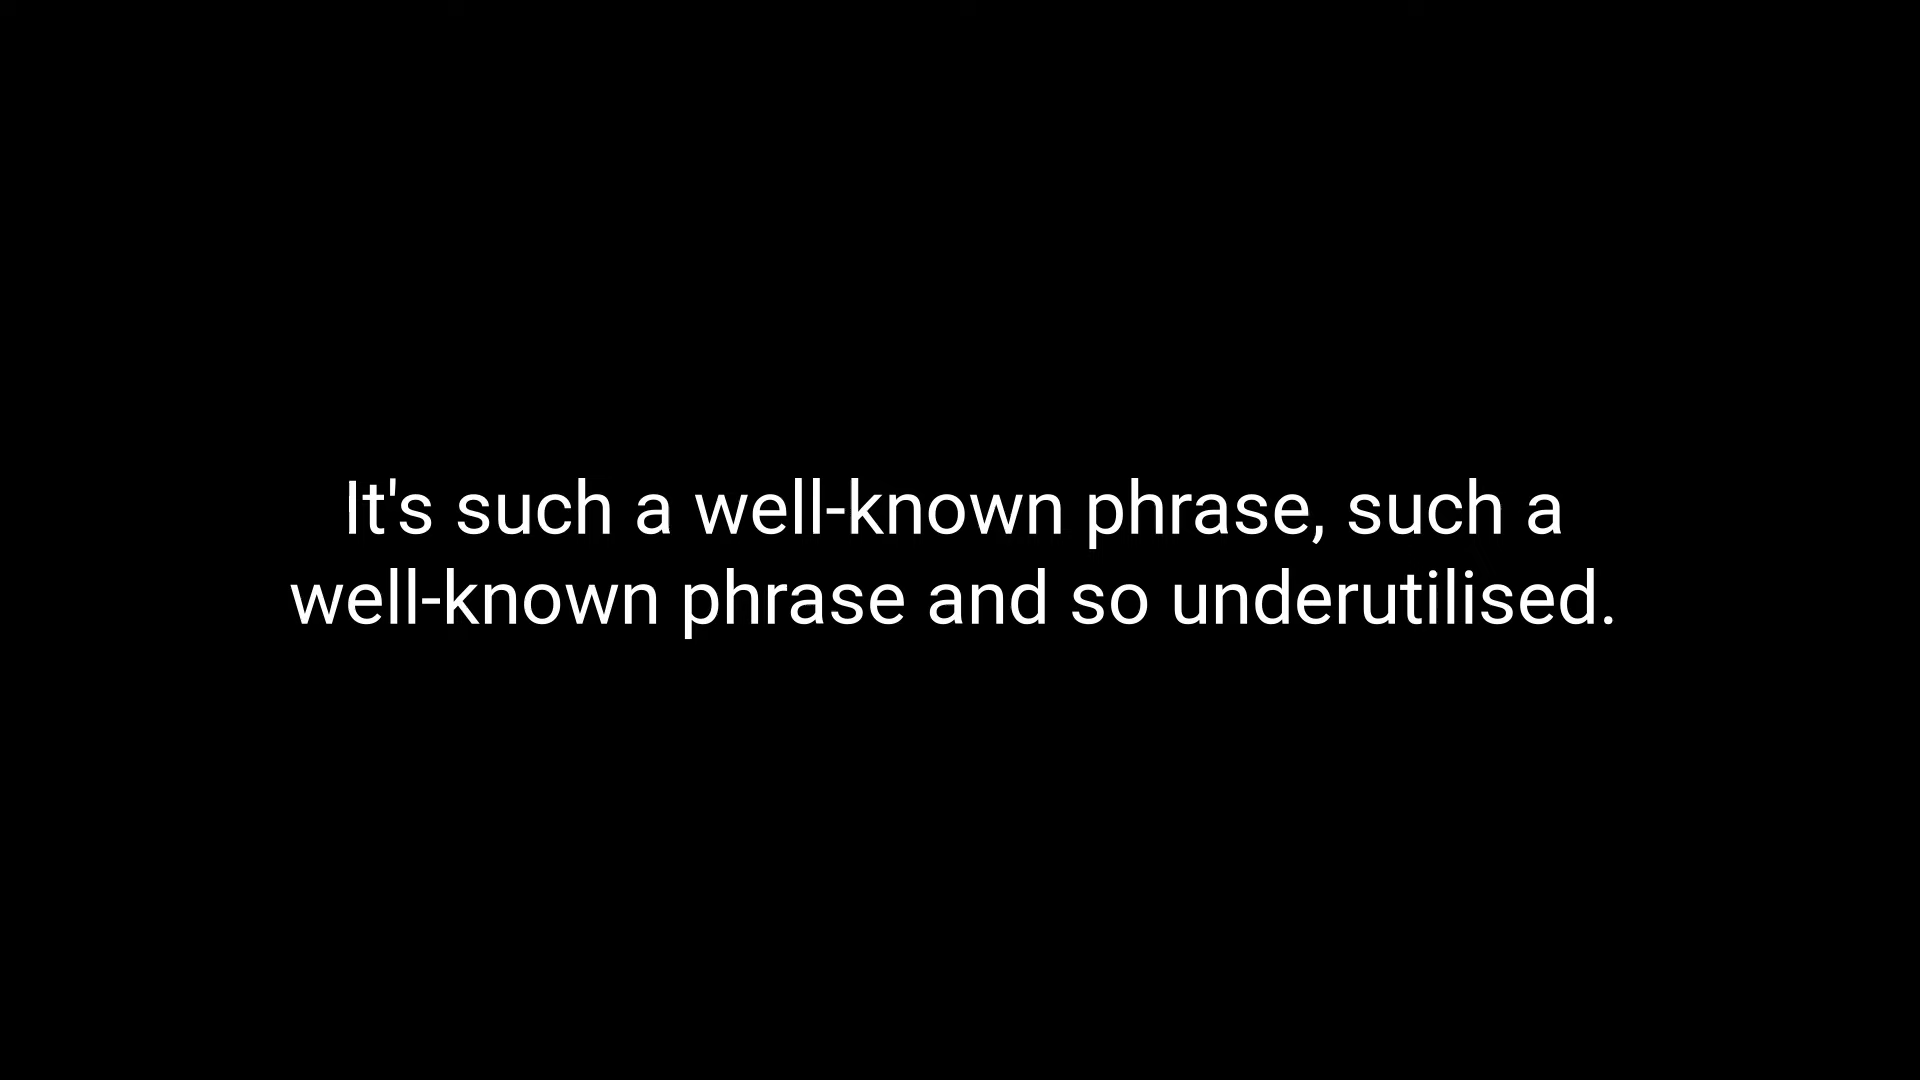 It's such a well-known phrase, such a
well-known phrase and so underutilised.